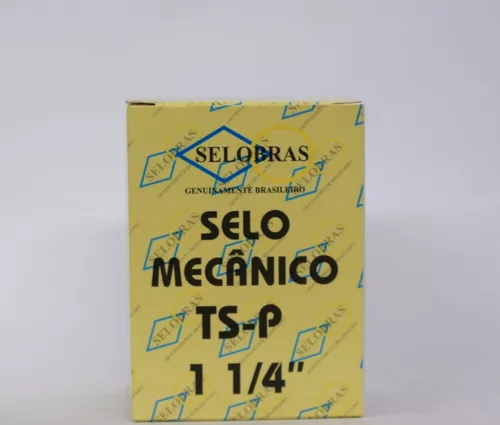 SELOBRAS
GENUINAMENTE BRASILEIRO
SELO
MECÂNICO
TS-P
1 1/4"